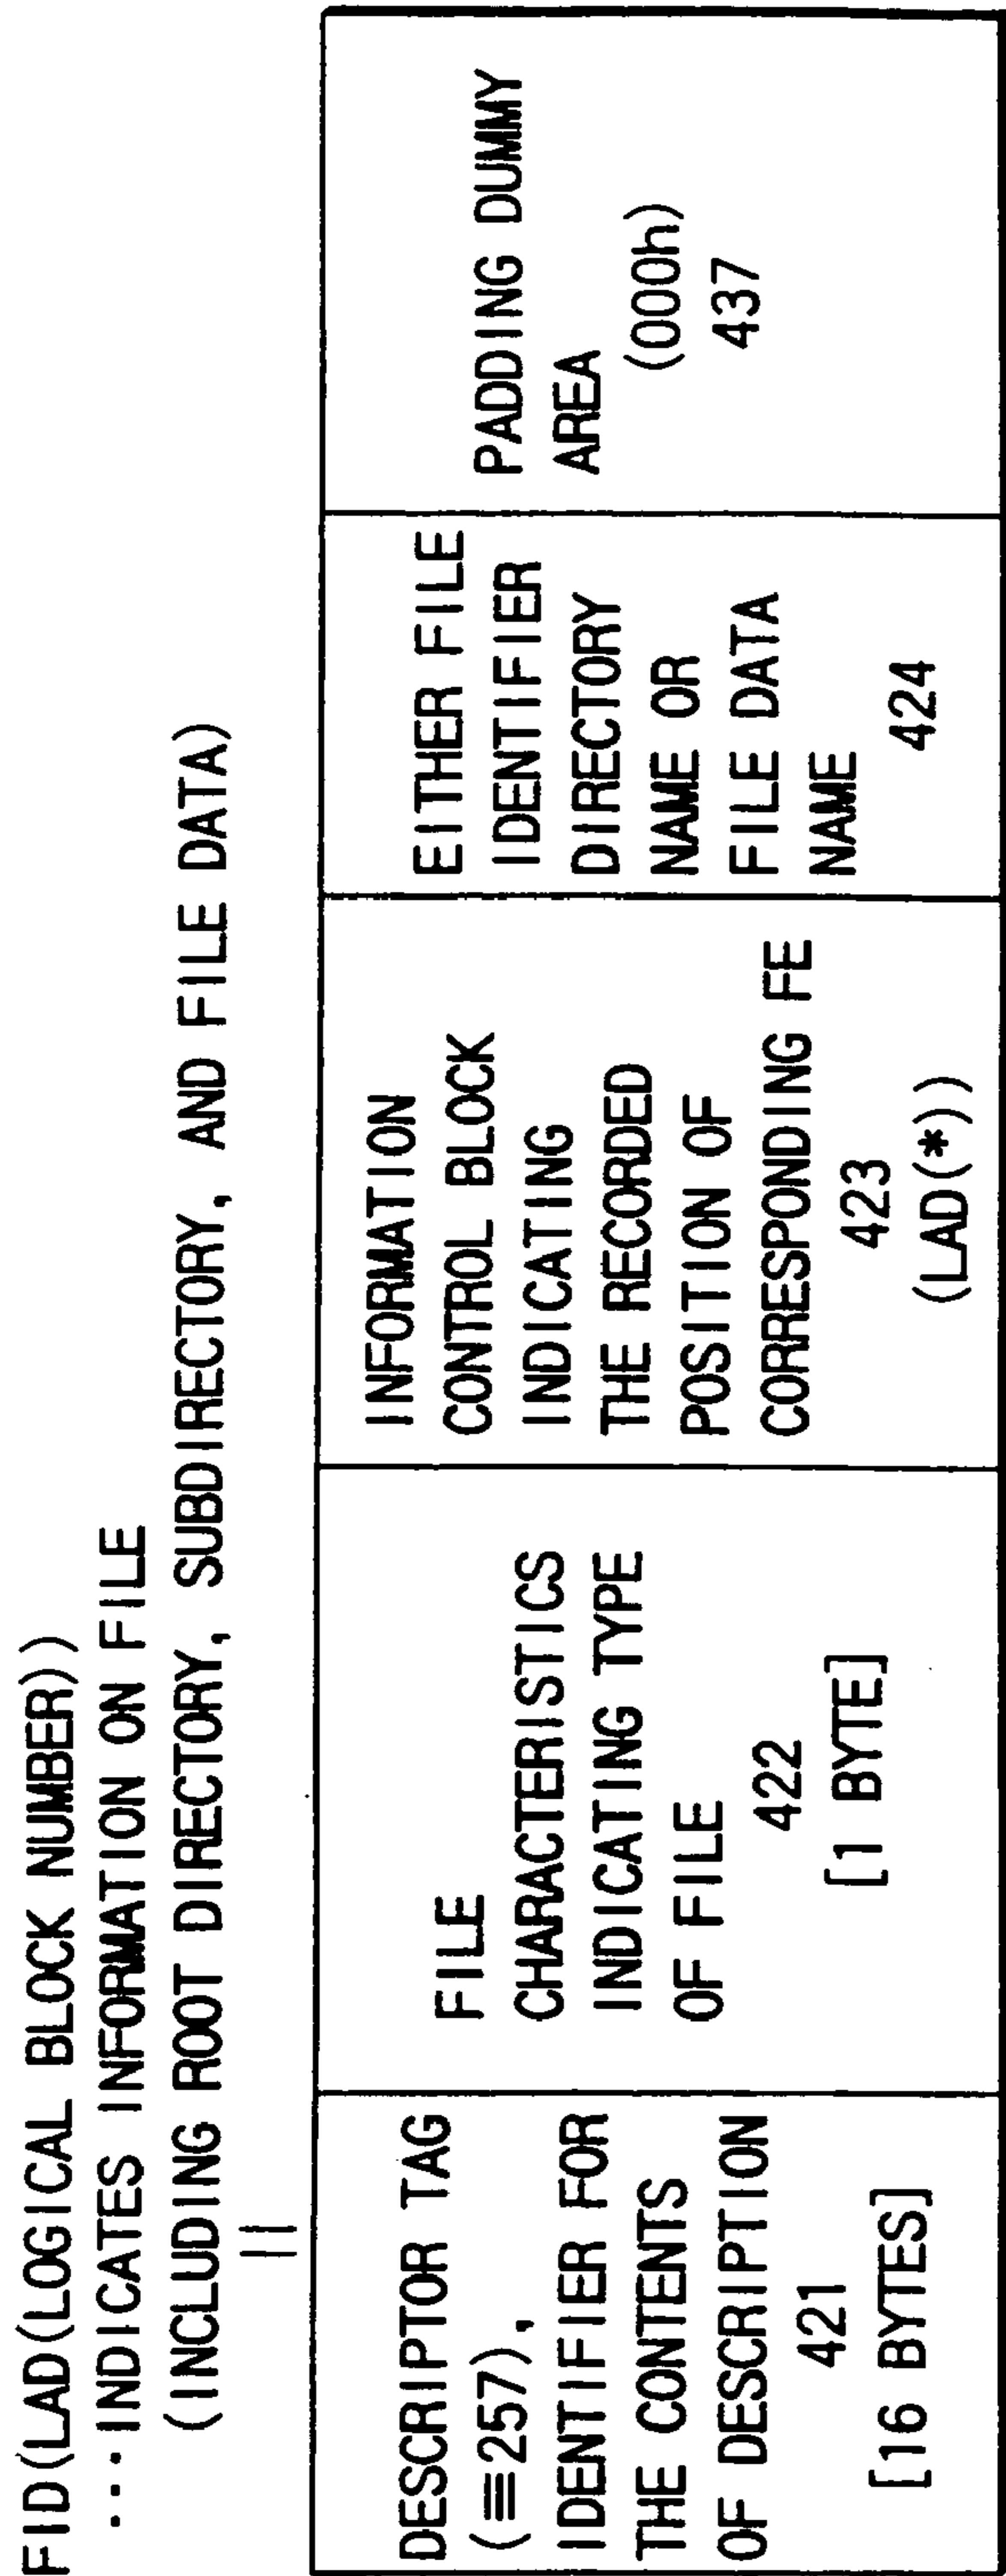 FID(LAD(LOGICAL BLOCK NUMBER))
···INDICATES INFORMATION ON FILE
(INCLUDING ROOT DIRECTORY, SUBDIRECTORY, AND FILE DATA)
||
DESCRIPTOR TAG
(≡257),
IDENTIFIER FOR
THE CONTENTS
OF DESCRIPTION
421
[16 BYTES]
FILE
CHARACTERISTICS
INDICATING TYPE
OF FILE
422
[1 BYTE]
INFORMATION
CONTROL BLOCK
INDICATING
THE RECORDED
POSITION OF
CORRESPONDING FE
423
(LAD(*))
EITHER FILE
IDENTIFIER
DIRECTORY
NAME OR
FILE DATA
NAME
424
PADDING DUMMY
AREA
(000h)
437